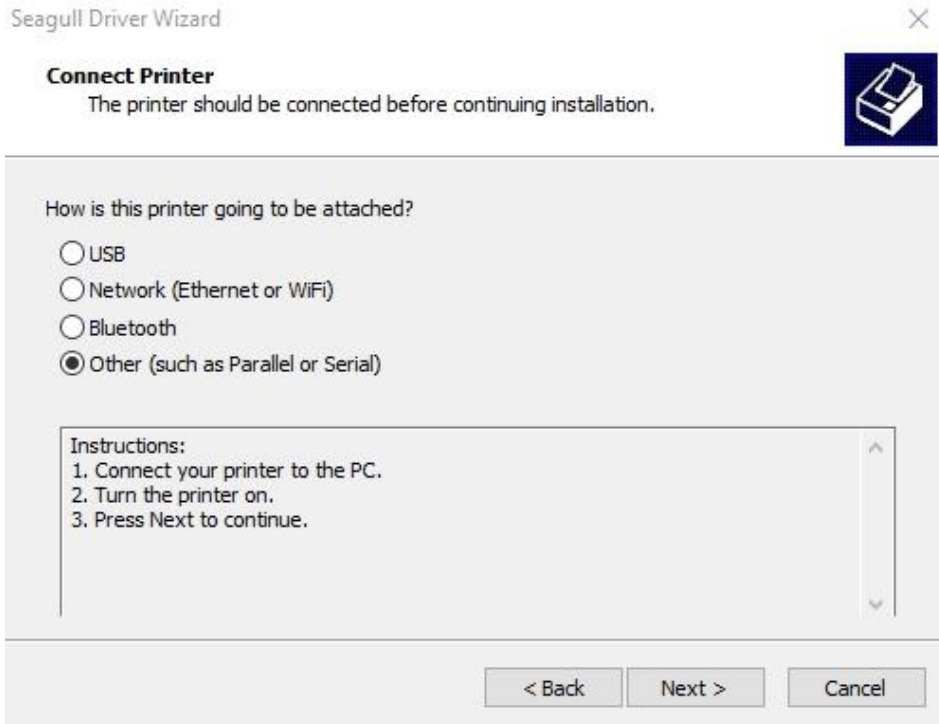 Seagull Driver Wizard
Connect Printer
The printer should be connected before continuing installation.
How is this printer going to be attached?
USB
Network (Ethernet or WiFi)
Bluetooth
Other (such as Parallel or Serial)
Instructions:
1. Connect your printer to the PC.
2. Turn the printer on.
3. Press Next to continue.
< Back Next > Cancel